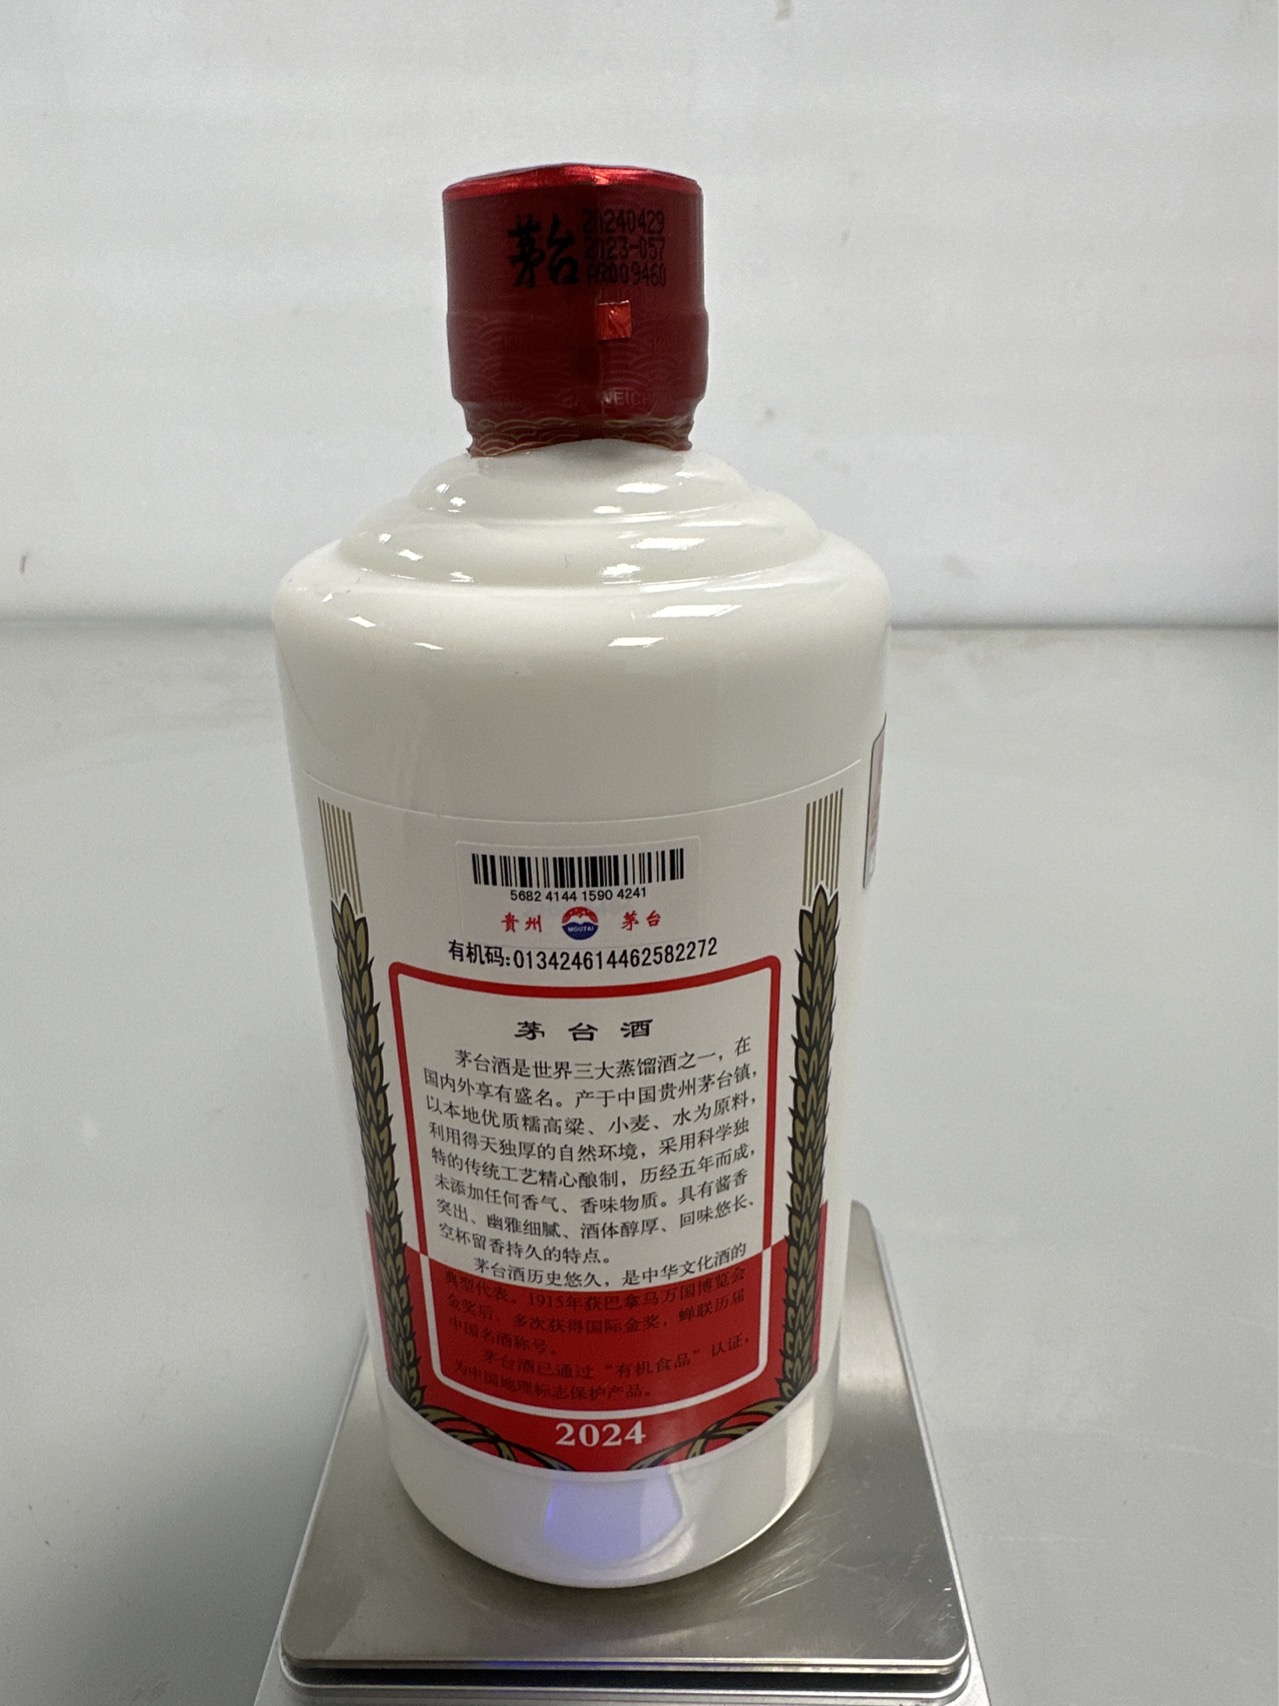 茅台
20240429
2023-057
AR009460
WEICH
5682 4144 1590 4241
贵州 MOUTAI 茅台
有机码:013424614462582272
茅台酒
茅台酒是世界三大蒸馏酒之一，在
国内外享有盛名。产于中国贵州茅台镇，
以本地优质糯高粱、小麦、水为原料，
利用得天独厚的自然环境，采用科学独
特的传统工艺精心酿制，历经五年而成，
未添加任何香气、香味物质。具有酱香
突出、幽雅细腻、酒体醇厚、回味悠长、
空杯留香持久的特点。
茅台酒历史悠久，是中华文化酒的
典型代表。1915年获巴拿马万国博览会
金奖后，多次获得国际金奖，蝉联历届
中国名酒称号。
茅台酒已通过“有机食品”认证，
为中国地理标志保护产品。
2024